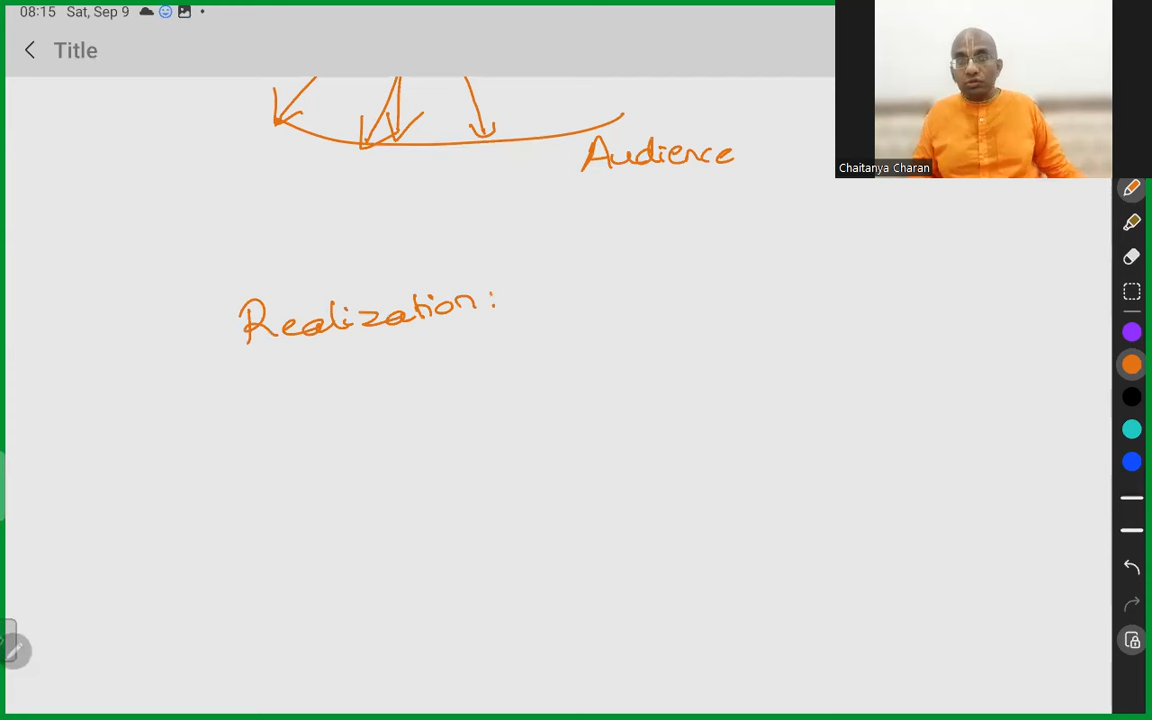 08:15 Sat, Sep 9
Title
Chaitanya Charan
Audience
Realization: